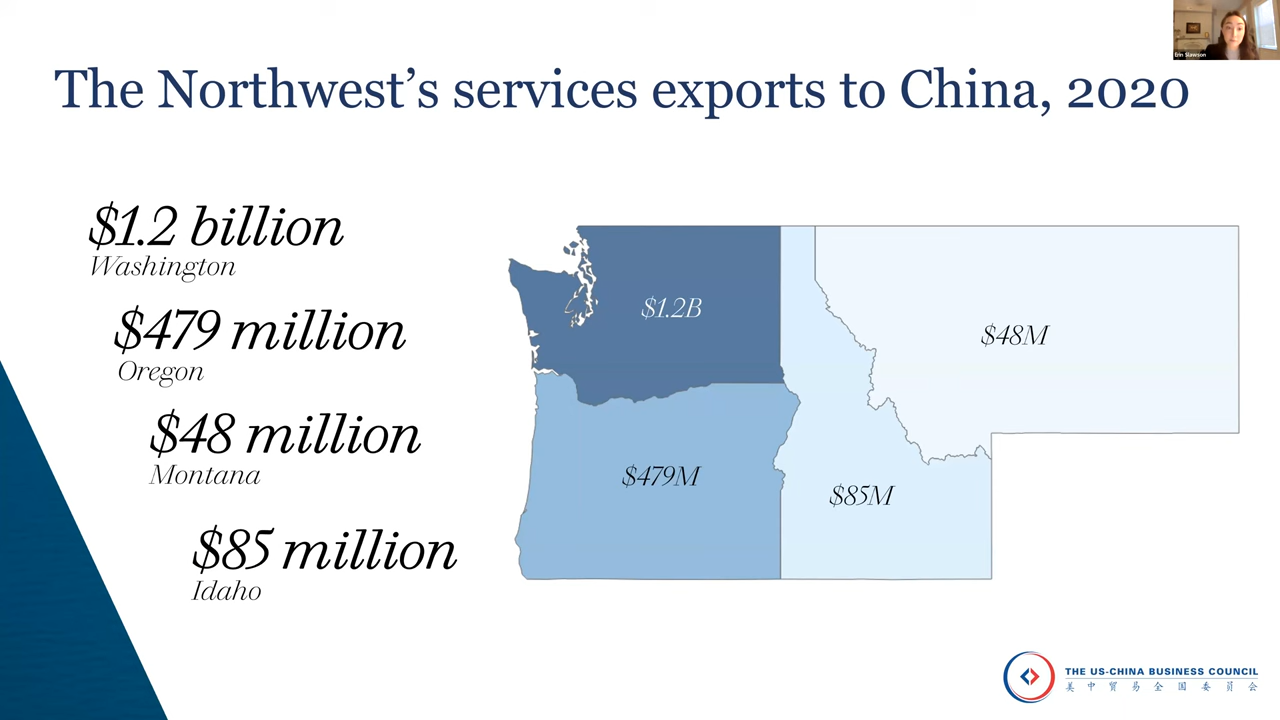 Erin Slawson
The Northwest’s services exports to China, 2020
$1.2 billion
Washington
$479 million
Oregon
$48 million
Montana
$85 million
Idaho
$1.2B
$48M
$479M
$85M
THE US-CHINA BUSINESS COUNCIL
美中贸易全国委员会